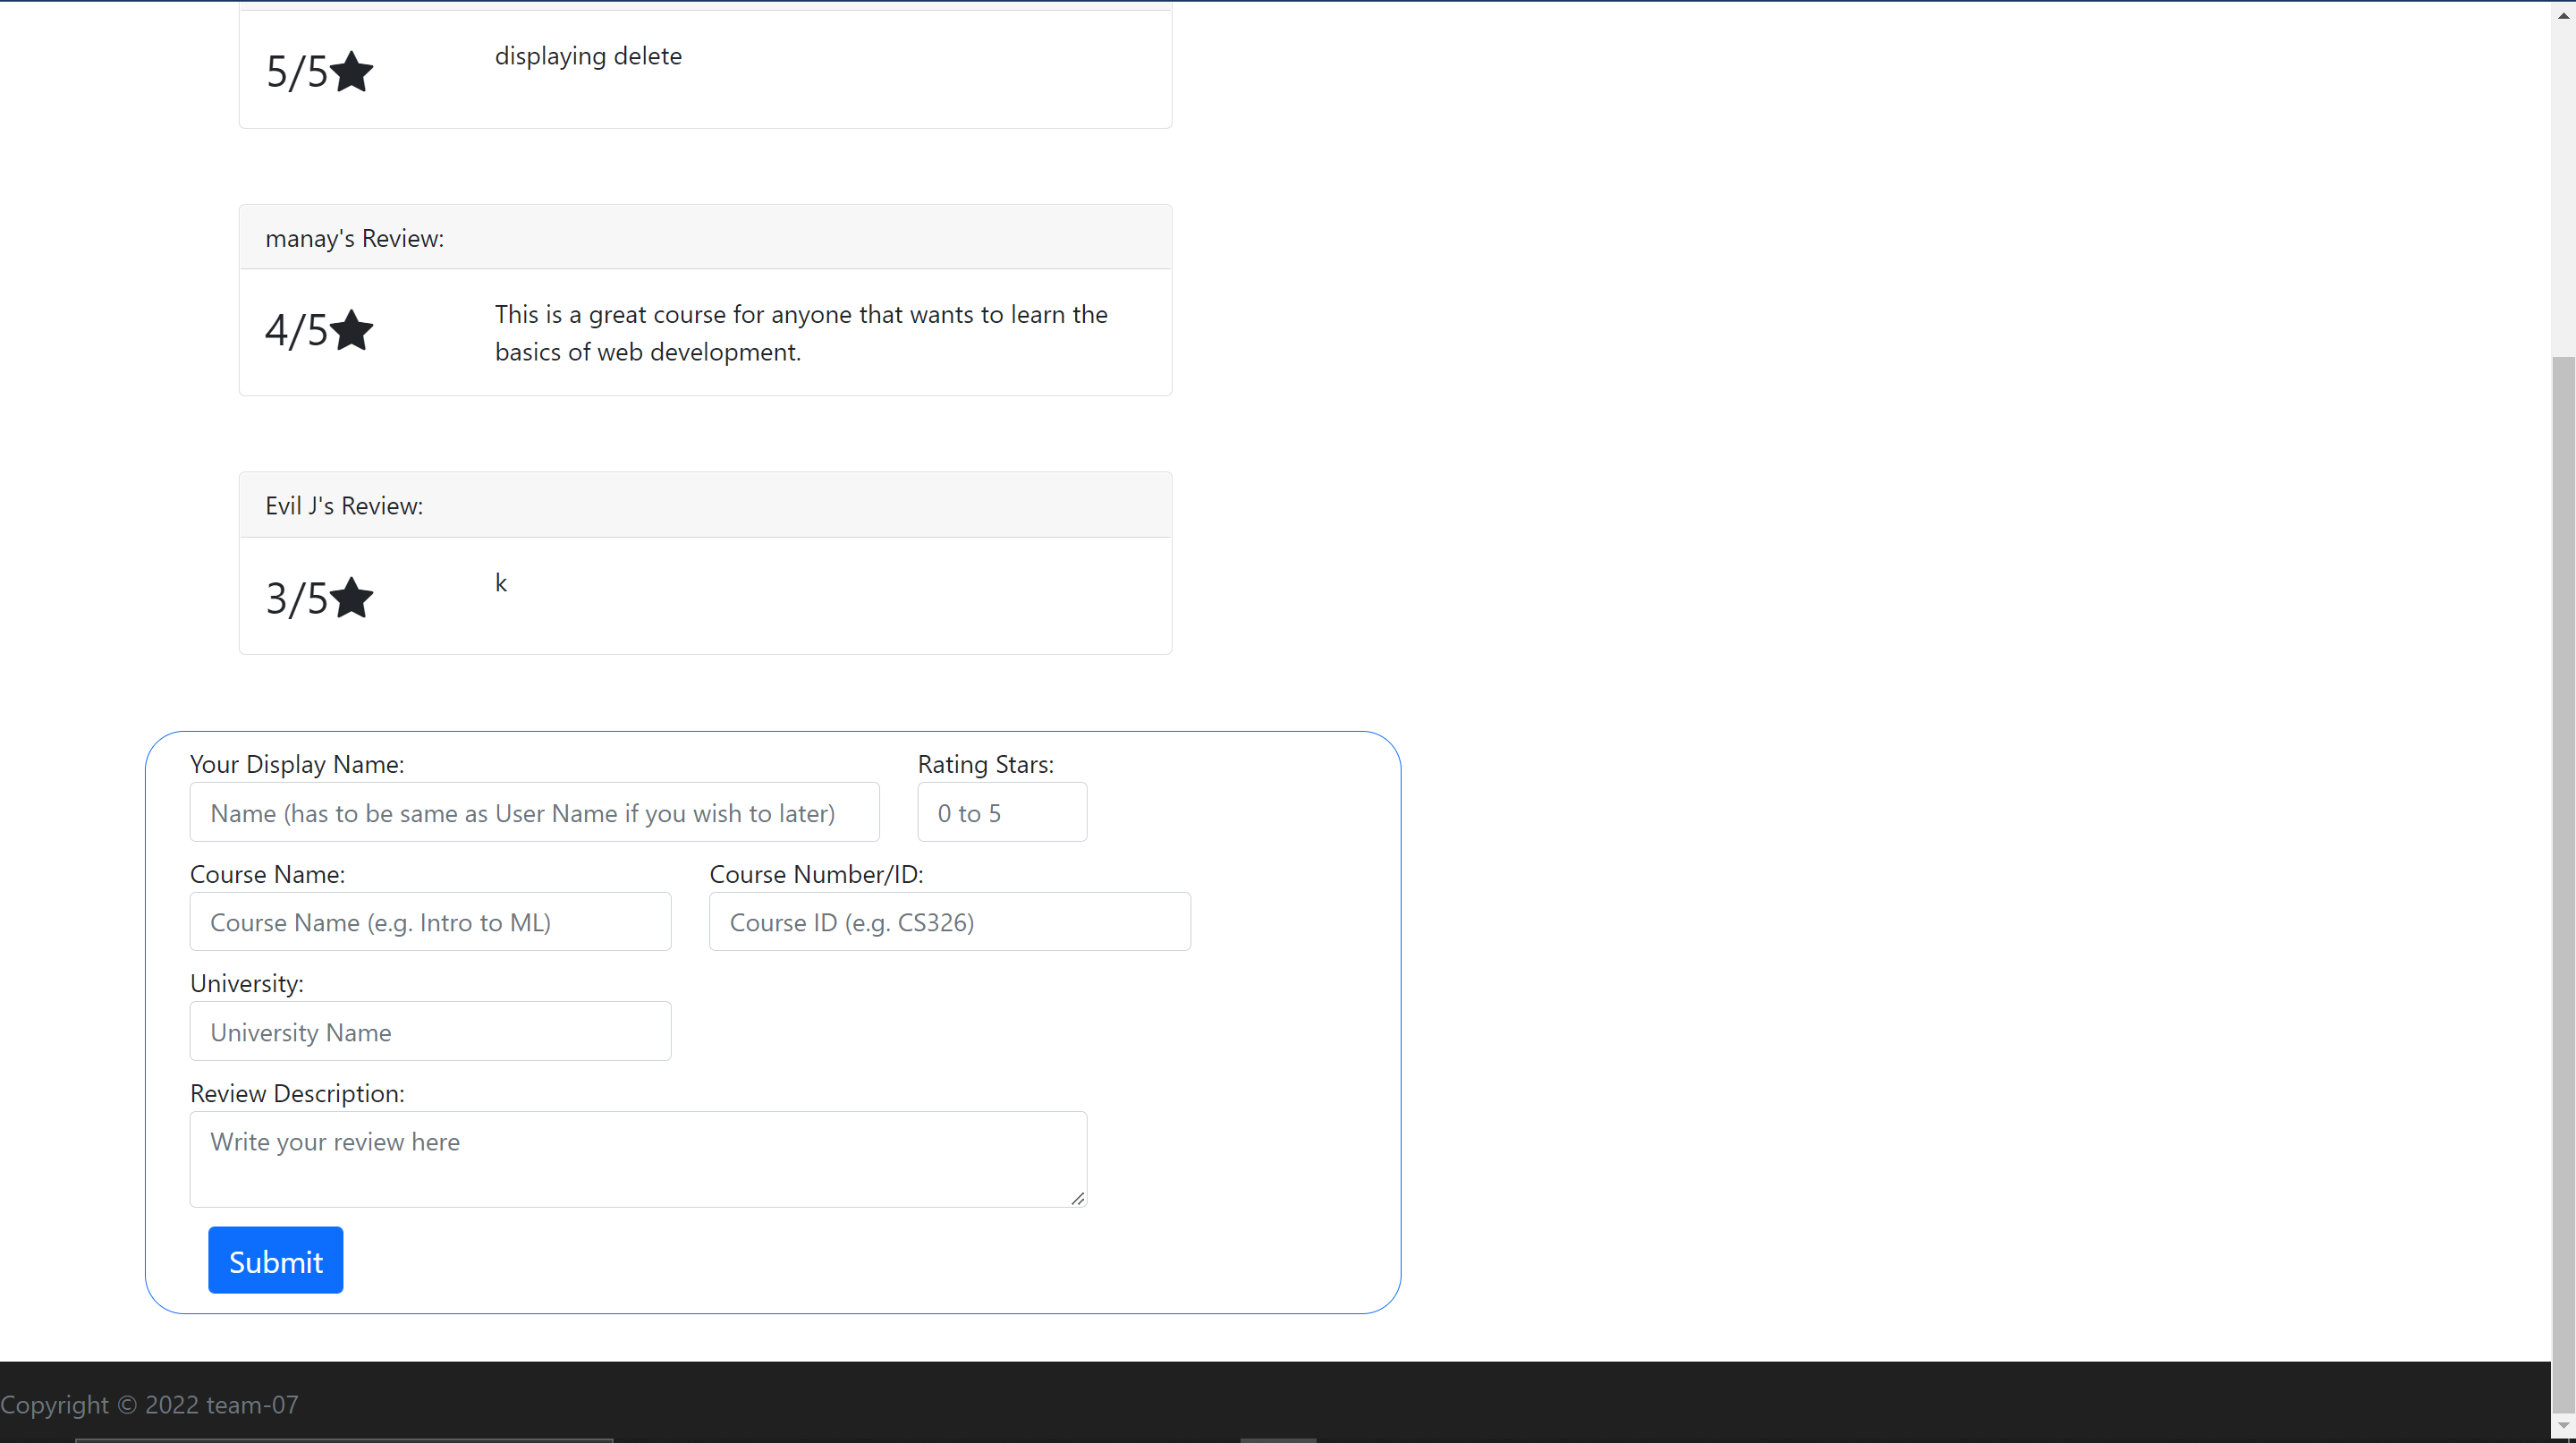 5/5★ displaying delete
manay's Review:
4/5★ This is a great course for anyone that wants to learn the
basics of web development.
Evil J's Review:
3/5★ k
Your Display Name: Rating Stars:
Name (has to be same as User Name if you wish to later) 0 to 5
Course Name: Course Number/ID:
Course Name (e.g. Intro to ML) Course ID (e.g. CS326)
University:
University Name
Review Description:
Write your review here
Submit
Copyright © 2022 team-07